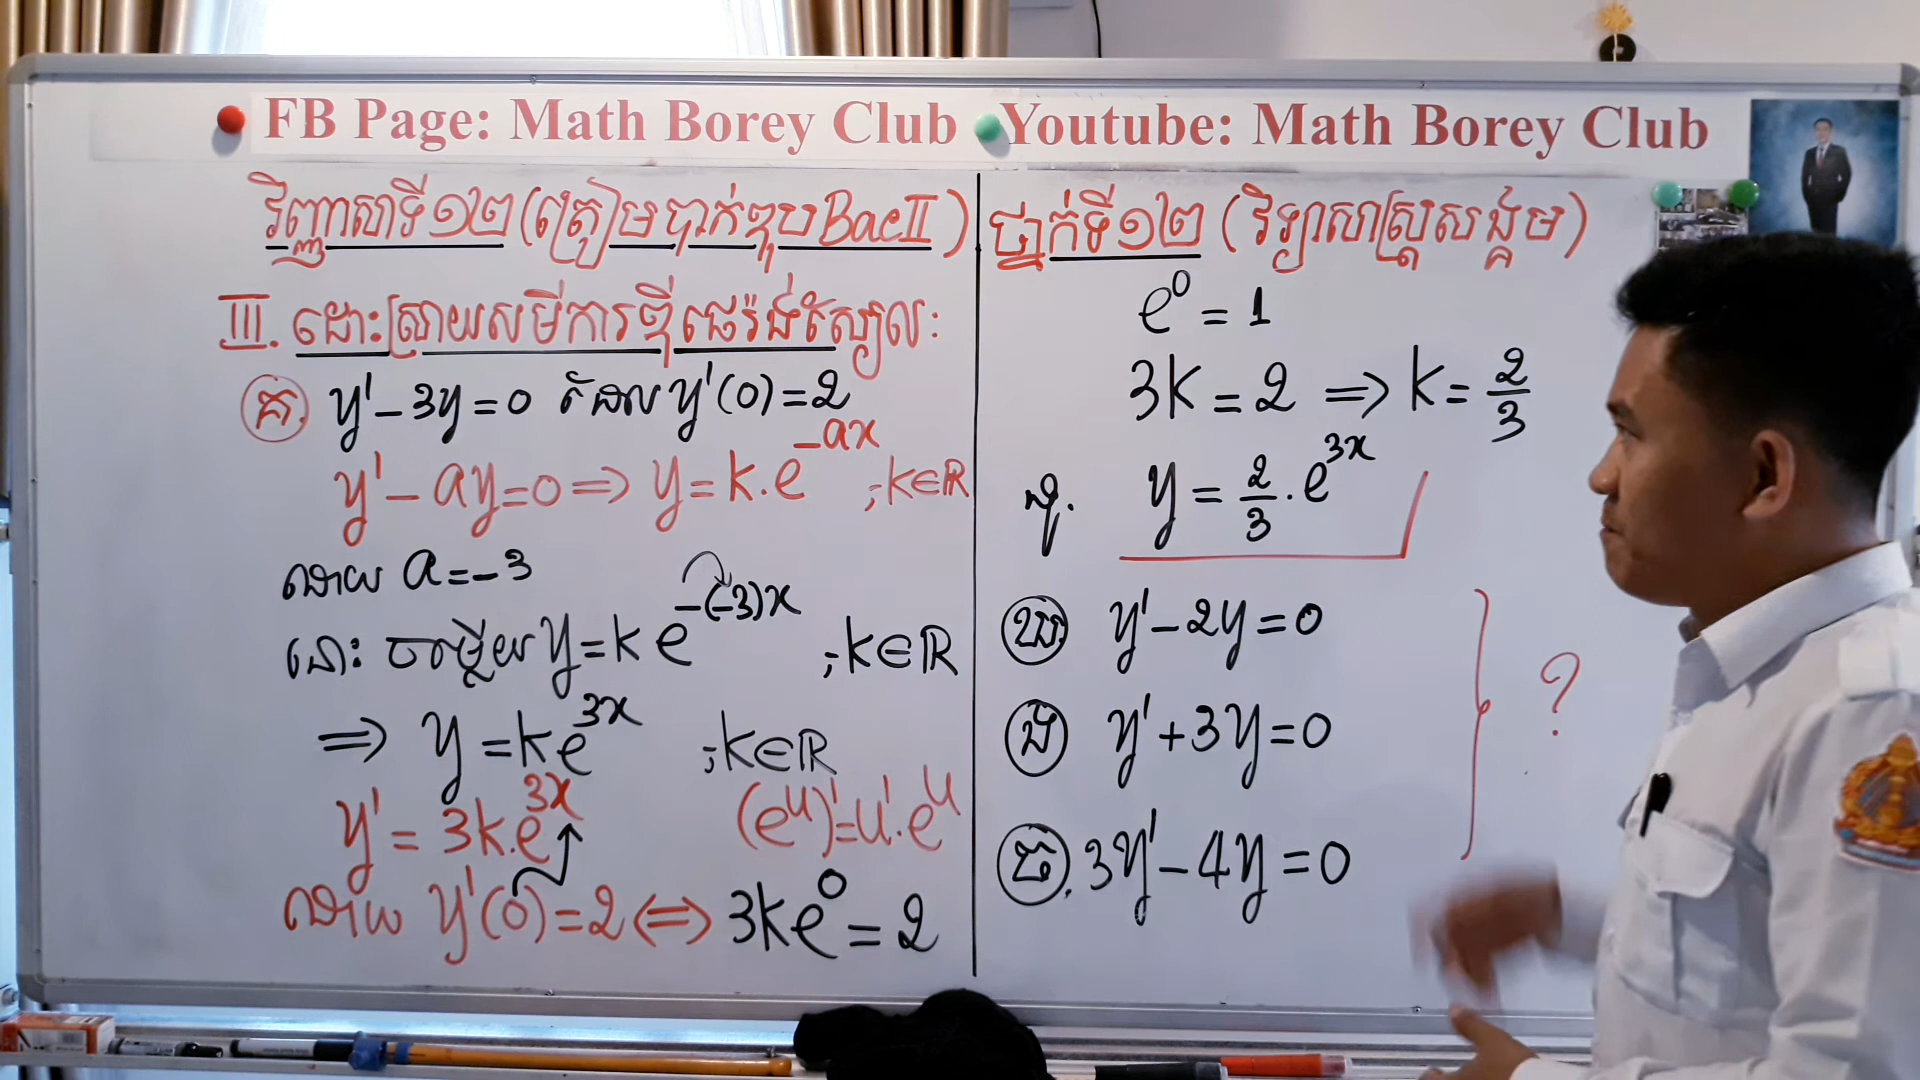 FB Page: Math Borey Club Youtube: Math Borey Club
វិញ្ញាសាទី១២ (ត្រៀមបាក់ឌុប Bac II)
III. ដោះស្រាយសមីការឌីផេរ៉ង់ស្យែល:
គ. y' - 3y = 0 ដែល y'(0) = 2
y' - ay = 0 ⇒ y = k.e^{-ax} ; k∈ℝ
ដោយ a = -3
នោះ ចម្លើយ y = k e^{-(-3)x} ; k∈ℝ
⇒ y = ke^{3x} ; k∈ℝ
y' = 3k.e^{3x} (e^u)' = u'.e^u
ដោយ y'(0) = 2 ⇔ 3ke^0 = 2
ថ្នាក់ទី១២ (វិទ្យាសាស្ត្រសង្គម)
e^0 = 1
3k = 2 ⇒ k = 2/3
ដូ. y = 2/3 . e^{3x}
ឃ y' - 2y = 0
ង y' + 3y = 0
ច. 3y' - 4y = 0
?